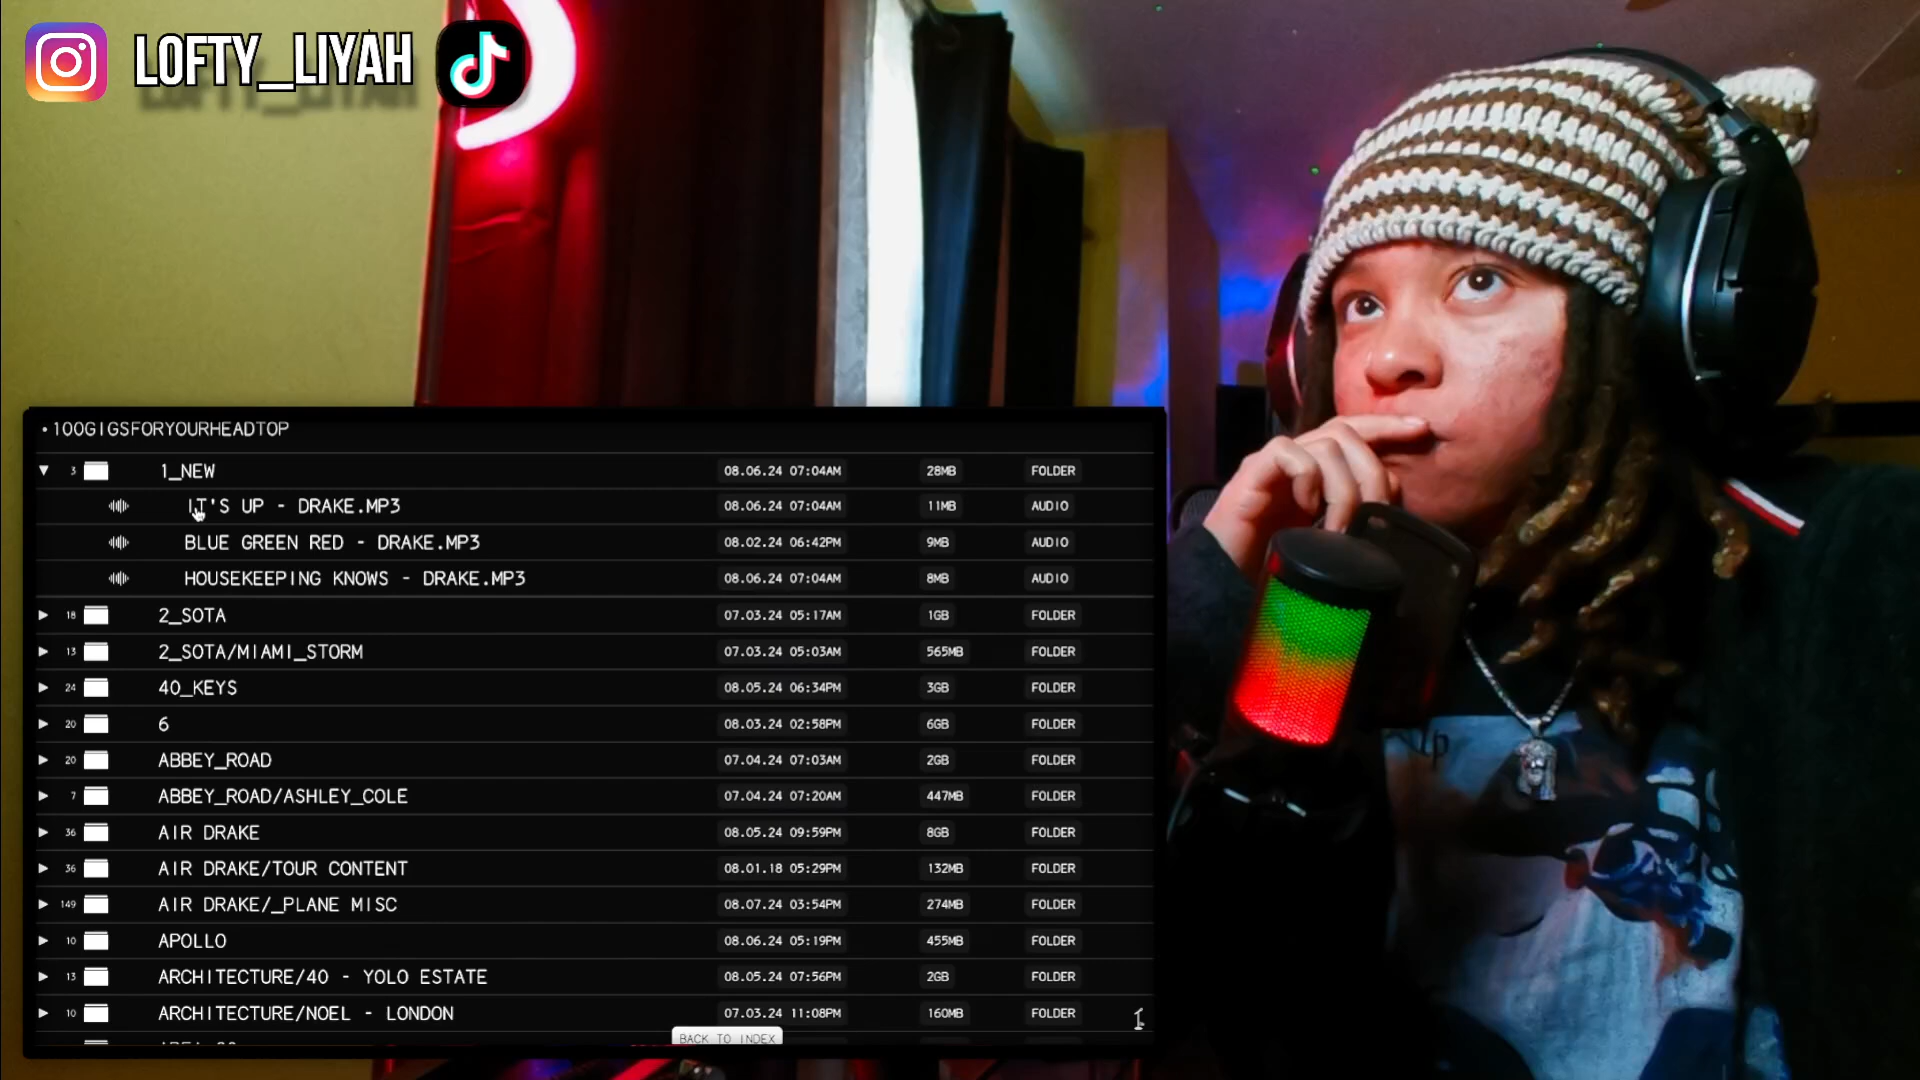 LOFTY_LIYAH
• 100GIGSFORYOURHEADTOP
3 1_NEW 08.06.24 07:04AM 28MB FOLDER
IT'S UP - DRAKE.MP3 08.06.24 07:04AM 11MB AUDIO
BLUE GREEN RED - DRAKE.MP3 08.02.24 06:42PM 9MB AUDIO
HOUSEKEEPING KNOWS - DRAKE.MP3 08.06.24 07:04AM 8MB AUDIO
18 2_SOTA 07.03.24 05:17AM 1GB FOLDER
13 2_SOTA/MIAMI_STORM 07.03.24 05:03AM 565MB FOLDER
24 40_KEYS 08.05.24 06:34PM 3GB FOLDER
20 6 08.03.24 02:58PM 6GB FOLDER
20 ABBEY_ROAD 07.04.24 07:03AM 2GB FOLDER
7 ABBEY_ROAD/ASHLEY_COLE 07.04.24 07:20AM 447MB FOLDER
36 AIR DRAKE 08.05.24 09:59PM 8GB FOLDER
36 AIR DRAKE/TOUR CONTENT 08.01.18 05:29PM 132MB FOLDER
149 AIR DRAKE/_PLANE MISC 08.07.24 03:54PM 274MB FOLDER
10 APOLLO 08.06.24 05:19PM 455MB FOLDER
13 ARCHITECTURE/40 - YOLO ESTATE 08.05.24 07:56PM 2GB FOLDER
10 ARCHITECTURE/NOEL - LONDON 07.03.24 11:08PM 160MB FOLDER
BACK TO INDEX